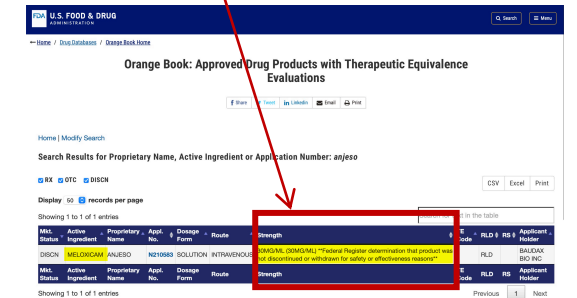 FDA U.S. FOOD & DRUG
ADMINISTRATION
Search
Menu
← Home / Drug Databases / Orange Book Home
Orange Book: Approved Drug Products with Therapeutic Equivalence
Evaluations
Share Tweet in Linkedin Email Print
Home | Modify Search
Search Results for Proprietary Name, Active Ingredient or Application Number: anjeso
RX OTC DISCN
CSV Excel Print
Display 50 records per page
Showing 1 to 1 of 1 entries
in the table
Mkt. Status Active Ingredient Proprietary Name Appl. No. Dosage Form Route Strength Code RLD RS Applicant Holder
DISCN MELOXICAM ANJESO N210583 SOLUTION INTRAVENOUS 30MG/ML (30MG/ML) **Federal Register determination that product was RLD BAUDAX
not discontinued or withdrawn for safety or effectiveness reasons** BIO INC
Mkt. Status Active Ingredient Proprietary Name Appl. No. Dosage Form Route Strength Code RLD RS Applicant Holder
Showing 1 to 1 of 1 entries
Previous 1 Next